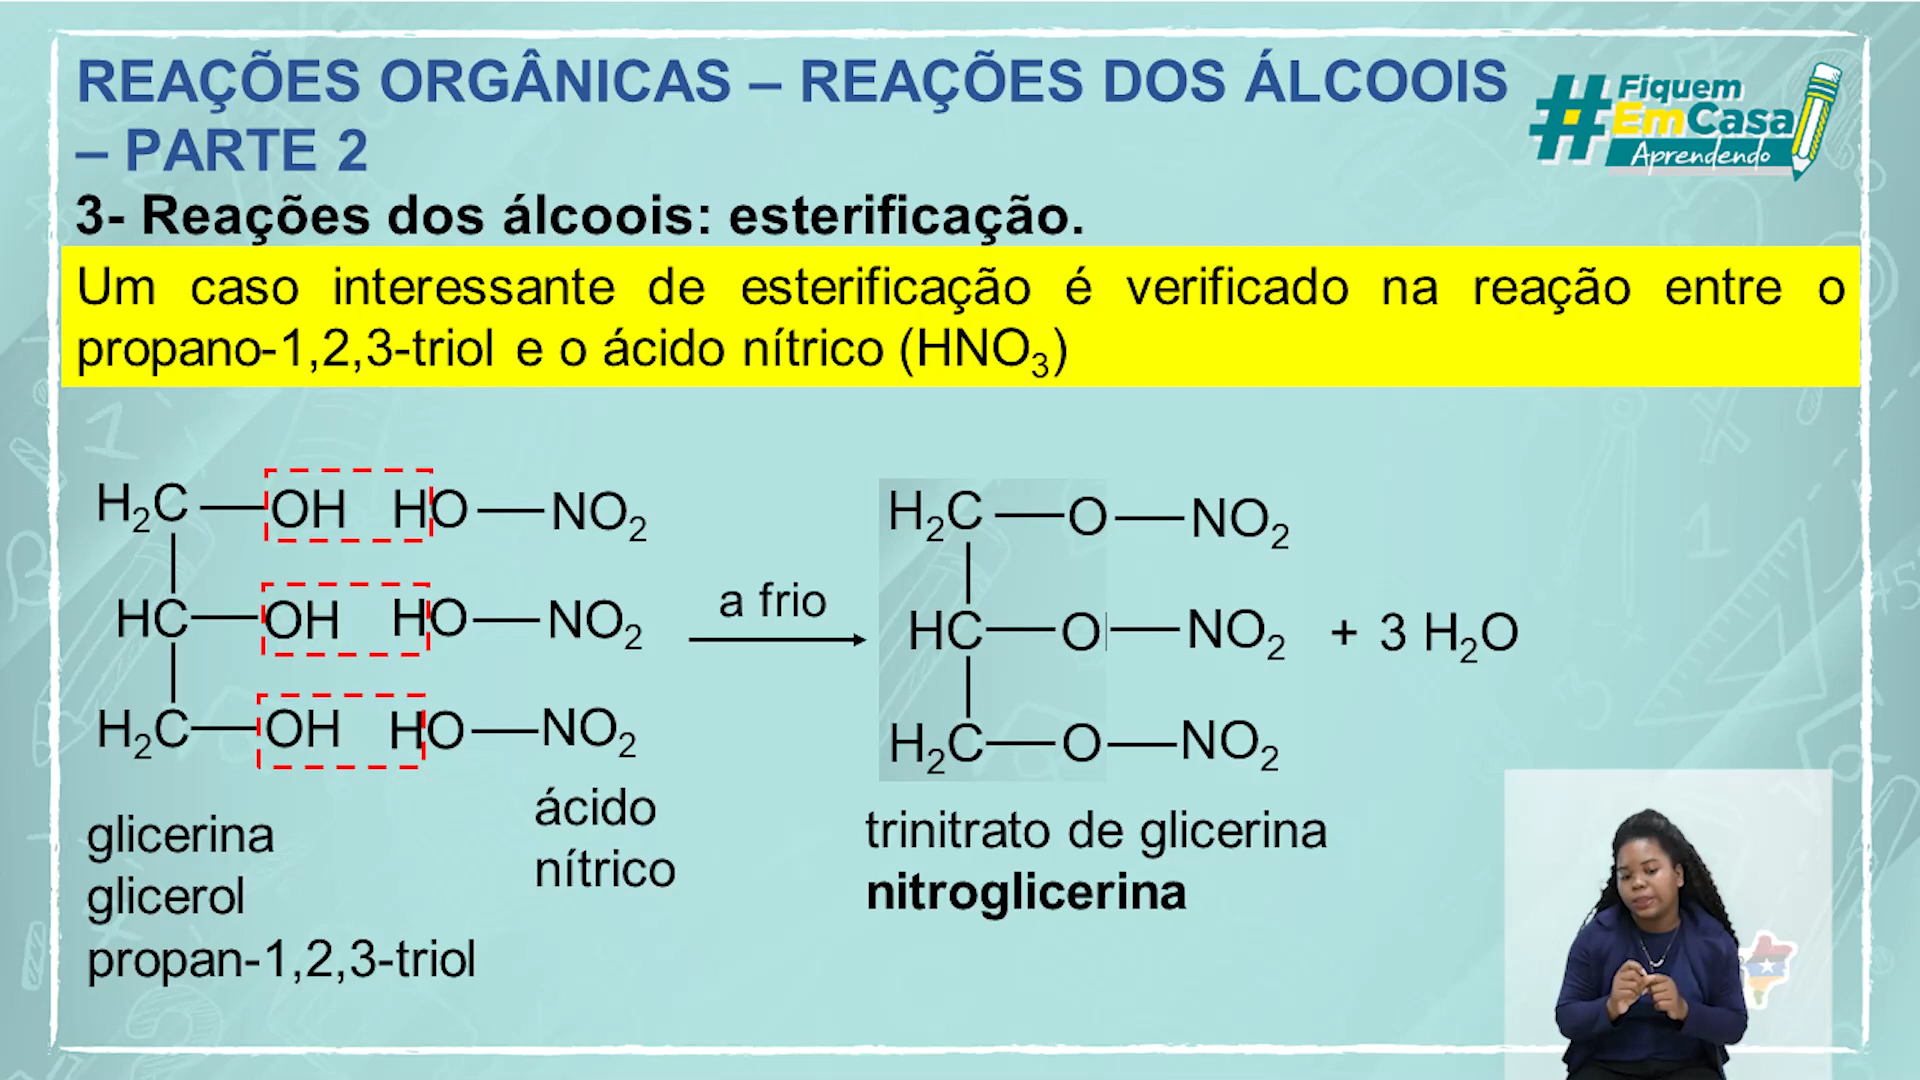 REAÇÕES ORGÂNICAS – REAÇÕES DOS ÁLCOOIS
– PARTE 2
#Fiquem
EmCasa
Aprendendo
3- Reações dos álcoois: esterificação.
Um caso interessante de esterificação é verificado na reação entre o
propano-1,2,3-triol e o ácido nítrico (HNO₃)
H₂C—OH HO—NO₂
HC—OH HO—NO₂
H₂C—OH HO—NO₂
a frio
H₂C—O—NO₂
HC—O—NO₂ + 3 H₂O
H₂C—O—NO₂
glicerina
glicerol
propan-1,2,3-triol
ácido
nítrico
trinitrato de glicerina
nitroglicerina